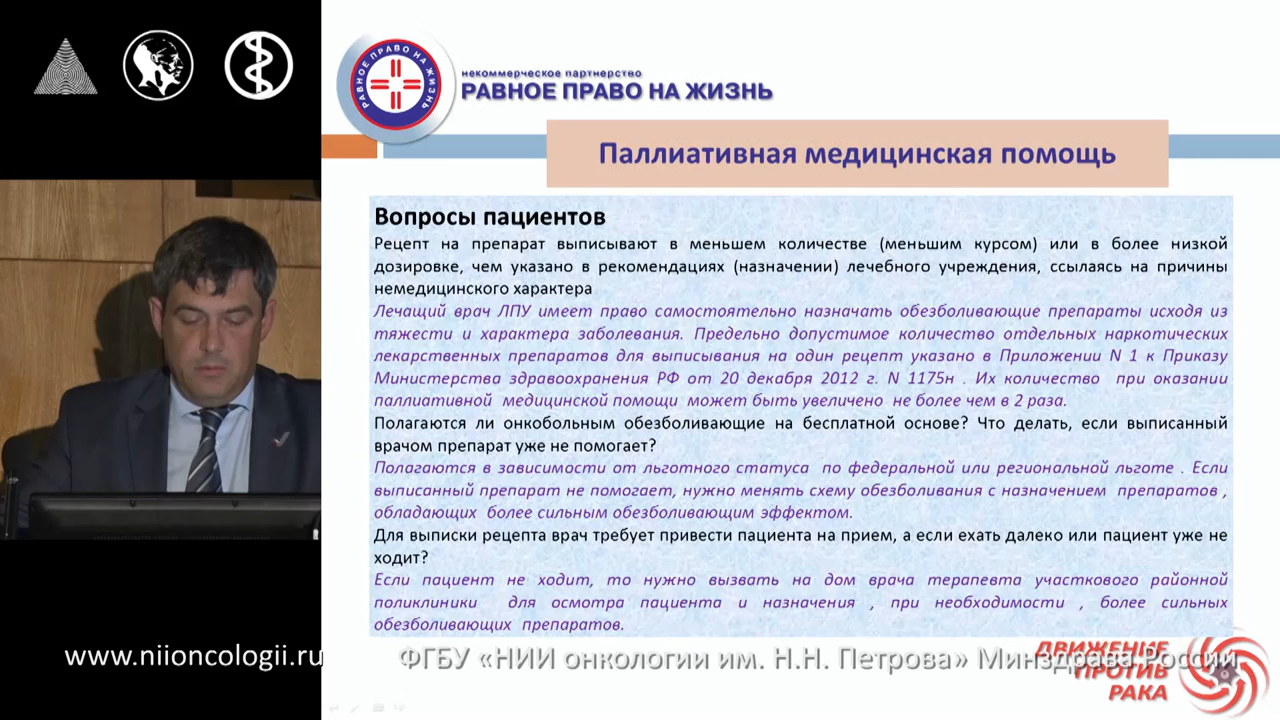 РАВНОЕ ПРАВО НА ЖИЗНЬ
некоммерческое партнерство
РАВНОЕ ПРАВО НА ЖИЗНЬ
Паллиативная медицинская помощь
Вопросы пациентов
Рецепт на препарат выписывают в меньшем количестве (меньшим курсом) или в более низкой
дозировке, чем указано в рекомендациях (назначении) лечебного учреждения, ссылаясь на причины
немедицинского характера
Лечащий врач ЛПУ имеет право самостоятельно назначать обезболивающие препараты исходя из
тяжести и характера заболевания. Предельно допустимое количество отдельных наркотических
лекарственных препаратов для выписывания на один рецепт указано в Приложении N 1 к Приказу
Министерства здравоохранения РФ от 20 декабря 2012 г. N 1175н . Их количество при оказании
паллиативной медицинской помощи может быть увеличено не более чем в 2 раза.
Полагаются ли онкобольным обезболивающие на бесплатной основе? Что делать, если выписанный
врачом препарат уже не помогает?
Полагаются в зависимости от льготного статуса по федеральной или региональной льготе . Если
выписанный препарат не помогает, нужно менять схему обезболивания с назначением препаратов ,
обладающих более сильным обезболивающим эффектом.
Для выписки рецепта врач требует привести пациента на прием, а если ехать далеко или пациент уже не
ходит?
Если пациент не ходит, то нужно вызвать на дом врача терапевта участкового районной
поликлиники для осмотра пациента и назначения , при необходимости , более сильных
обезболивающих препаратов.
www.niioncologii.ru
ФГБУ «НИИ онкологии им. Н.Н. Петрова» Минздрава России
ДВИЖЕНИЕ
ПРОТИВ
РАКА